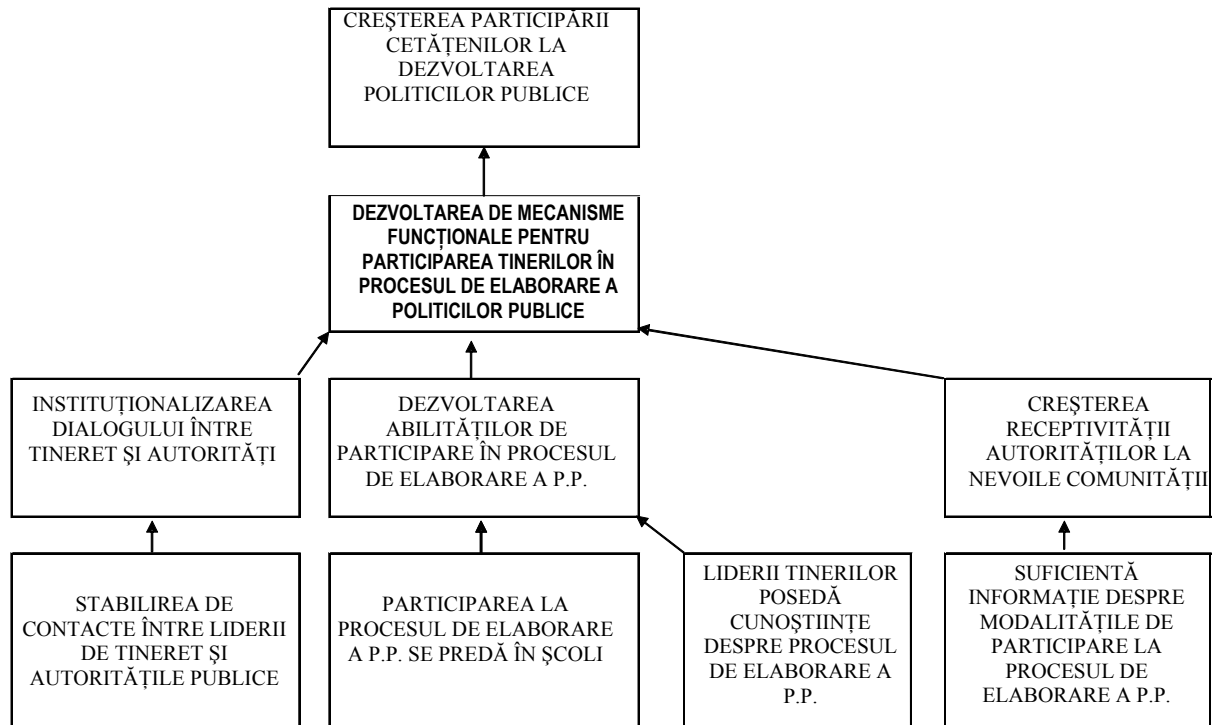 CREŞTEREA PARTICIPĂRII
CETĂȚENILOR LA
DEZVOLTAREA
POLITICILOR PUBLICE
DEZVOLTAREA DE MECANISME
FUNCȚIONALE PENTRU
PARTICIPAREA TINERILOR ÎN
PROCESUL DE ELABORARE A
POLITICILOR PUBLICE
INSTITUȚIONALIZAREA
DIALOGULUI ÎNTRE
TINERET ŞI AUTORITĂȚI
DEZVOLTAREA
ABILITĂȚILOR DE
PARTICIPARE ÎN PROCESUL
DE ELABORARE A P.P.
CREŞTEREA
RECEPTIVITĂȚII
AUTORITĂȚILOR LA
NEVOILE COMUNITĂȚII
STABILIREA DE
CONTACTE ÎNTRE LIDERII
DE TINERET ŞI
AUTORITĂȚILE PUBLICE
PARTICIPAREA LA
PROCESUL DE ELABORARE
A P.P. SE PREDĂ ÎN ŞCOLI
LIDERII TINERILOR
POSEDĂ
CUNOŞTIINȚE
DESPRE PROCESUL
DE ELABORARE A
P.P.
SUFICIENTĂ
INFORMAȚIE DESPRE
MODALITĂȚILE DE
PARTICIPARE LA
PROCESUL DE
ELABORARE A P.P.